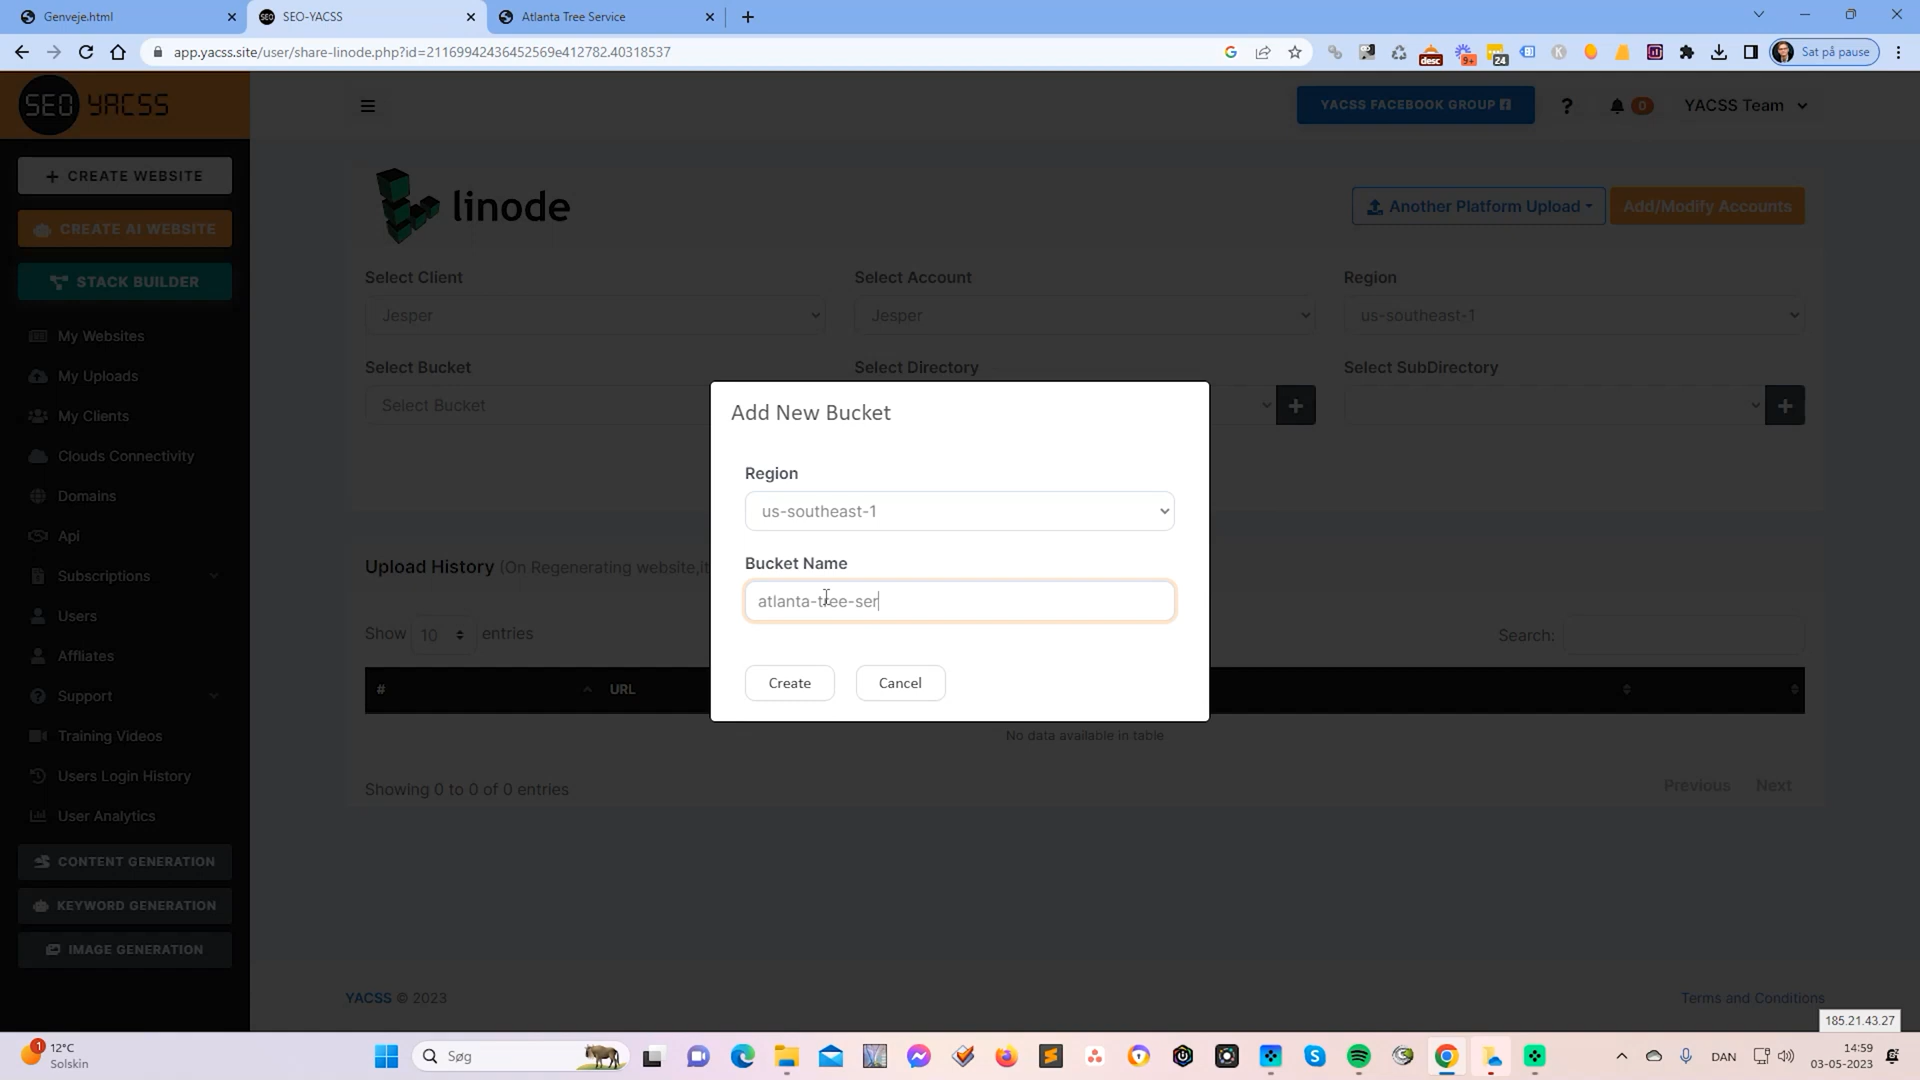 Genveje.html
SEO-YACSS
Atlanta Tree Service
app.yacss.site/user/share-linode.php?id=21169942436452569e412782.40318537
desc
9+
24
Sat på pause
SEO YACSS
YACSS FACEBOOK GROUP
?
0
YACSS Team
+ CREATE WEBSITE
CREATE AI WEBSITE
STACK BUILDER
My Websites
My Uploads
My Clients
Clouds Connectivity
Domains
Api
Subscriptions
Users
Affliates
Support
Training Videos
Users Login History
User Analytics
CONTENT GENERATION
KEYWORD GENERATION
IMAGE GENERATION
linode
Another Platform Upload
Add/Modify Accounts
Select Client
Select Account
Region
Jesper
Jesper
us-southeast-1
Select Bucket
Select Directory
Select SubDirectory
Select Bucket
Add New Bucket
Region
us-southeast-1
Bucket Name
atlanta-tree-ser
Create
Cancel
Upload History (On Regenerating website,it
Show 10 entries
Search:
#
URL
No data available in table
Showing 0 to 0 of 0 entries
Previous
Next
YACSS © 2023
Terms and Conditions
185.21.43.27
1
12°C
Solskin
Søg
DAN
14:59
03-05-2023